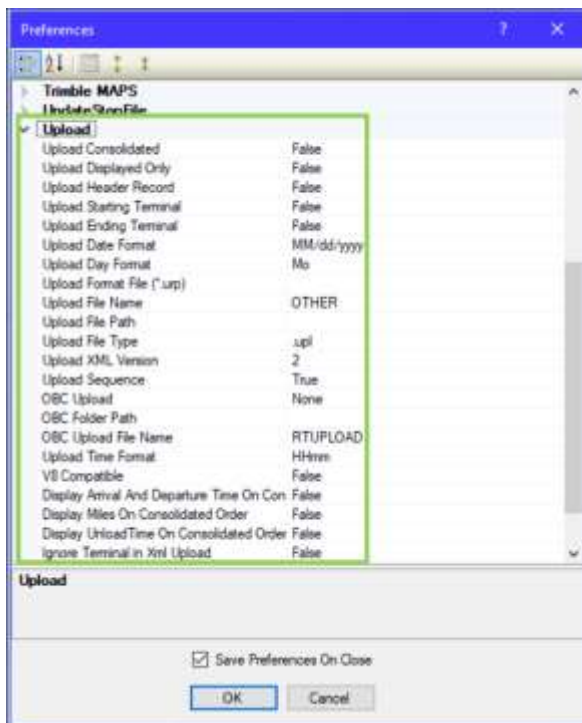 Preferences ? ×
Trimble MAPS
UpdateStopFile
Upload
Upload Consolidated False
Upload Displayed Only False
Upload Header Record False
Upload Starting Terminal False
Upload Ending Terminal False
Upload Date Format MM/dd/yyyy
Upload Day Format Mo
Upload Format File (*.urp)
Upload File Name OTHER
Upload File Path
Upload File Type .upl
Upload XML Version 2
Upload Sequence True
OBC Upload None
OBC Folder Path
OBC Upload File Name RTUPLOAD
Upload Time Format HHmm
V8 Compatible False
Display Arrival And Departure Time On Con False
Display Miles On Consolidated Order False
Display UnloadTime On Consolidated Order False
Ignore Terminal in Xml Upload False
Upload
Save Preferences On Close
OK Cancel